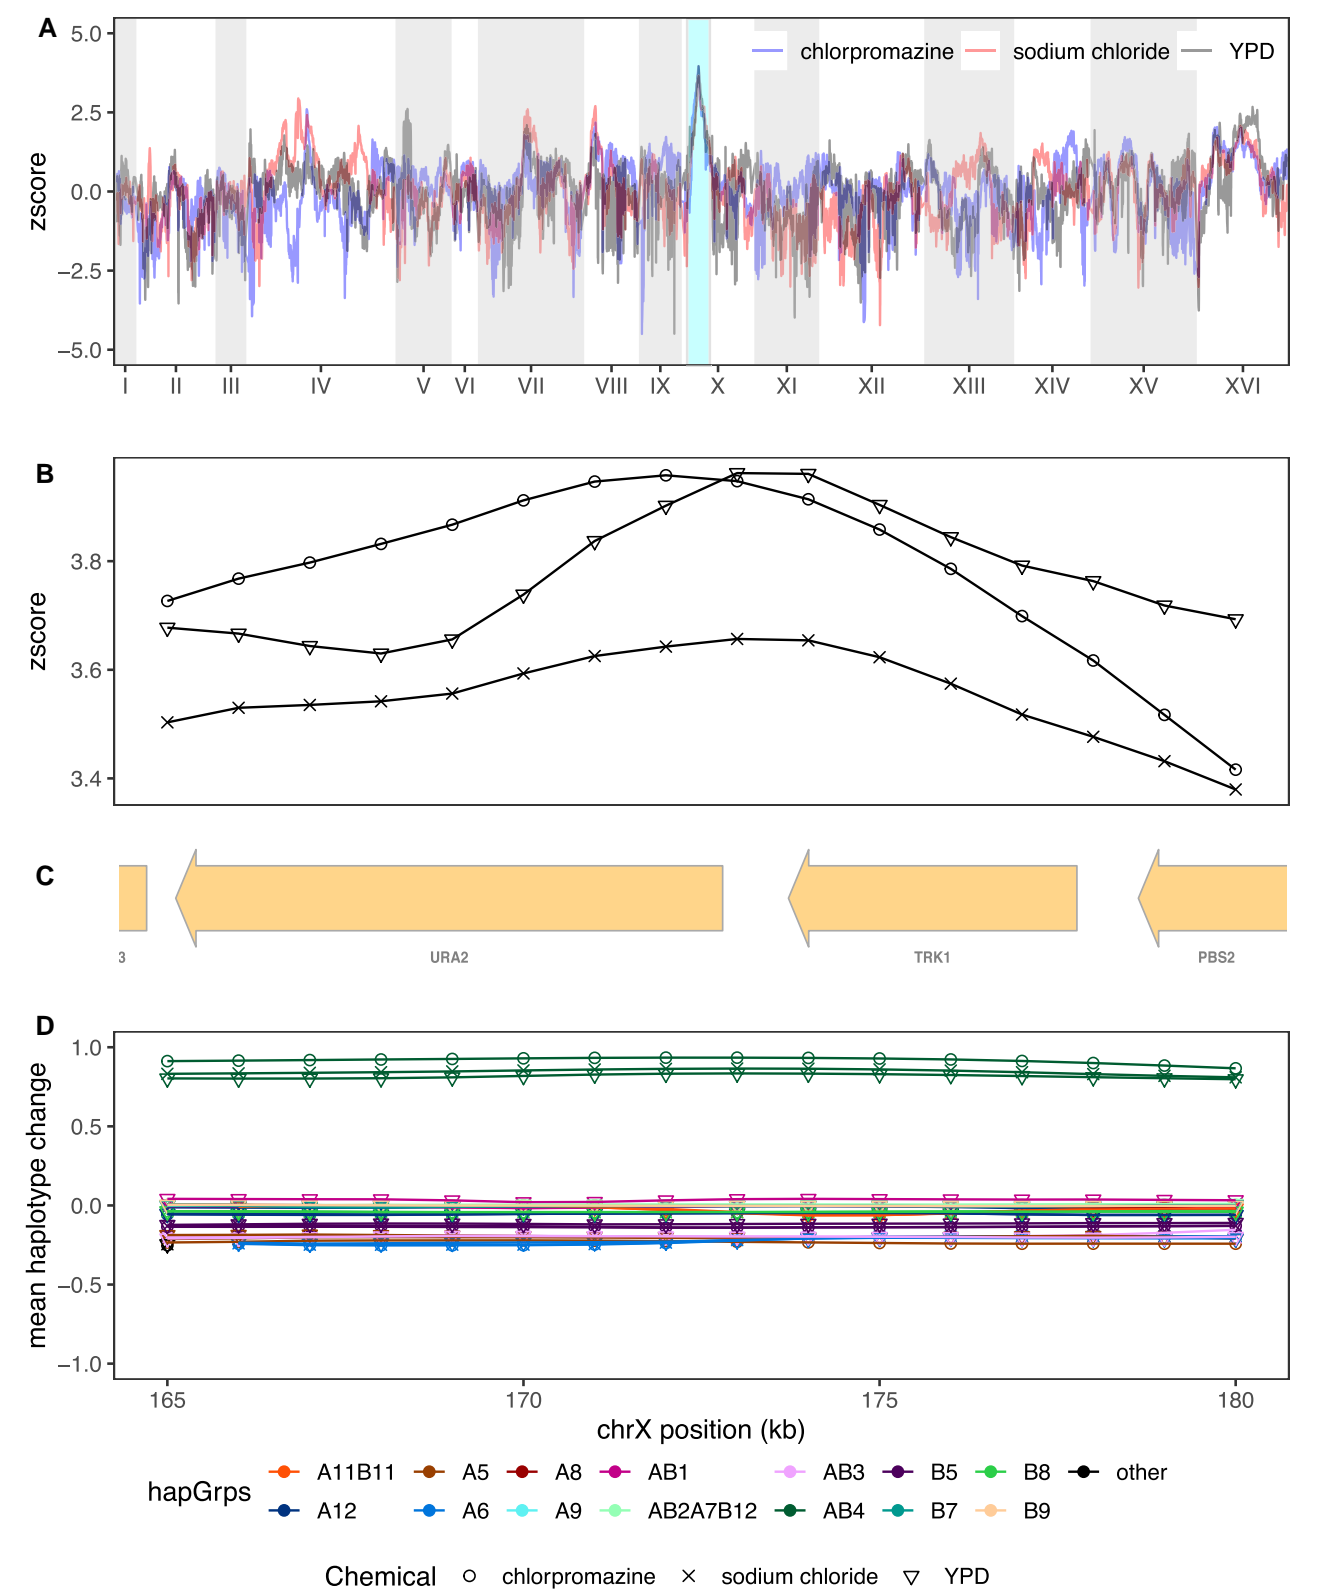 A
5.0
2.5
0.0
−2.5
−5.0
zscore
chlorpromazine sodium chloride YPD
I II III IV V VI VII VIII IX X XI XII XIII XIV XV XVI
B
3.8
3.6
3.4
zscore
C
3 URA2 TRK1 PBS2
D
1.0
0.5
0.0
−0.5
−1.0
mean haplotype change
165 170 175 180
chrX position (kb)
hapGrps
A11B11 A5 A8 AB1 AB3 B5 B8 other
A12 A6 A9 AB2A7B12 AB4 B7 B9
Chemical chlorpromazine sodium chloride YPD